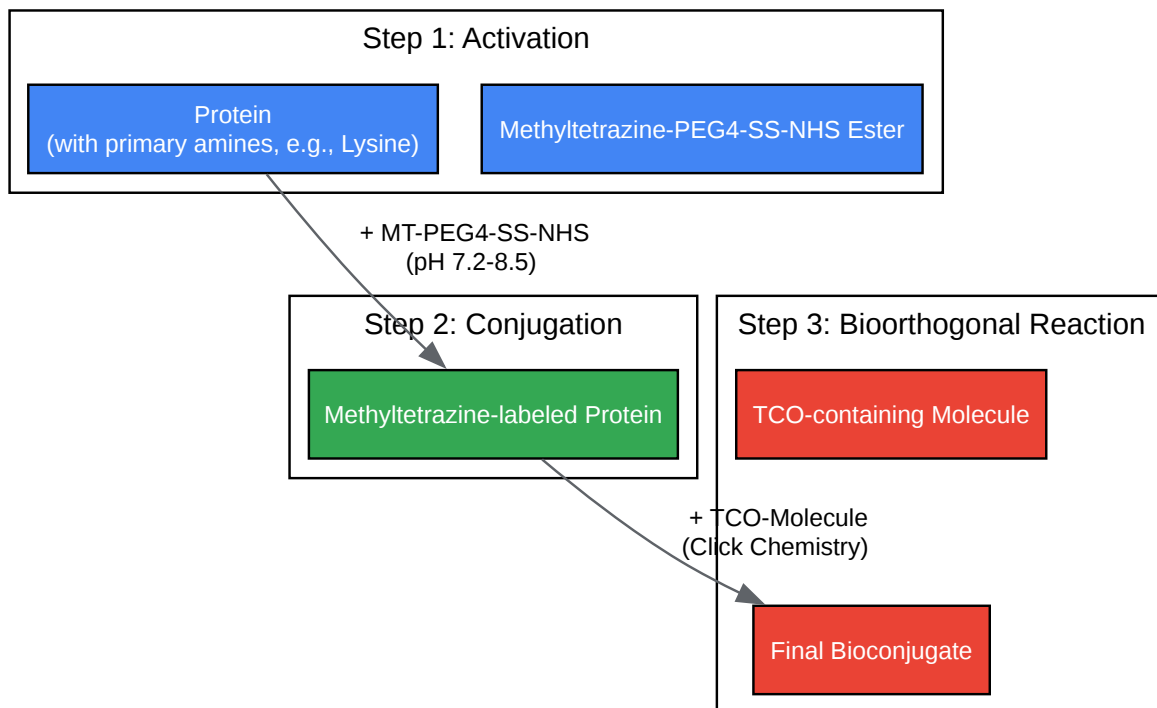 Step 1: Activation
Protein
(with primary amines, e.g., Lysine)
Methyltetrazine-PEG4-SS-NHS Ester
+ MT-PEG4-SS-NHS
(pH 7.2-8.5)
Step 2: Conjugation
Methyltetrazine-labeled Protein
Step 3: Bioorthogonal Reaction
TCO-containing Molecule
+ TCO-Molecule
(Click Chemistry)
Final Bioconjugate